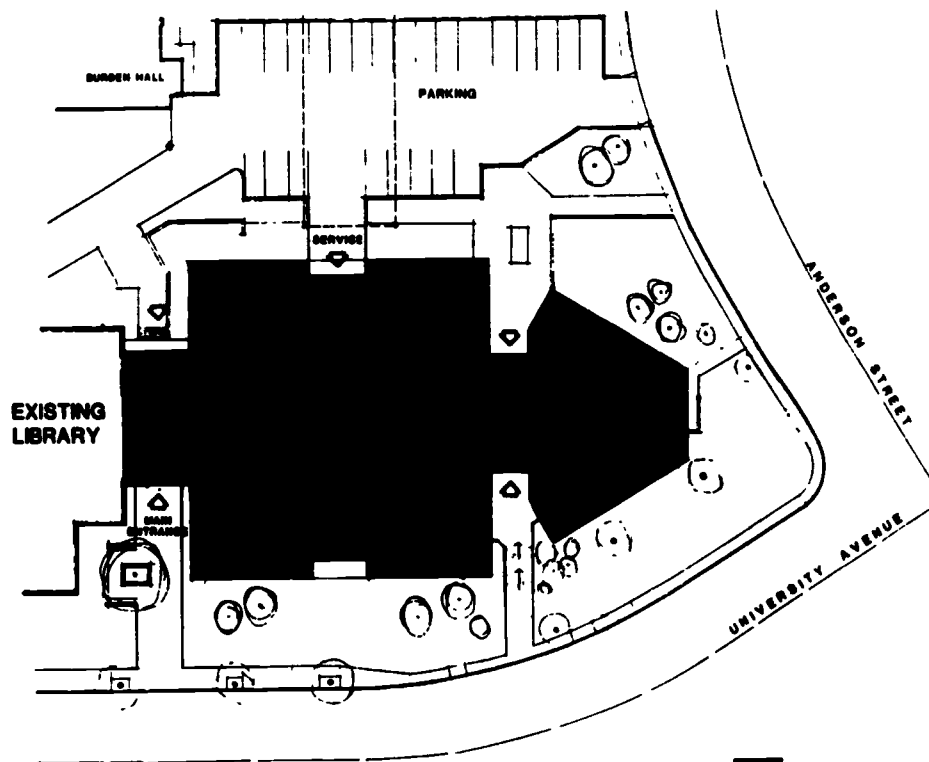 BURDEN HALL
PARKING
SERVICE
ANDERSON STREET
EXISTING
LIBRARY
MAIN
ENTRANCE
UNIVERSITY AVENUE